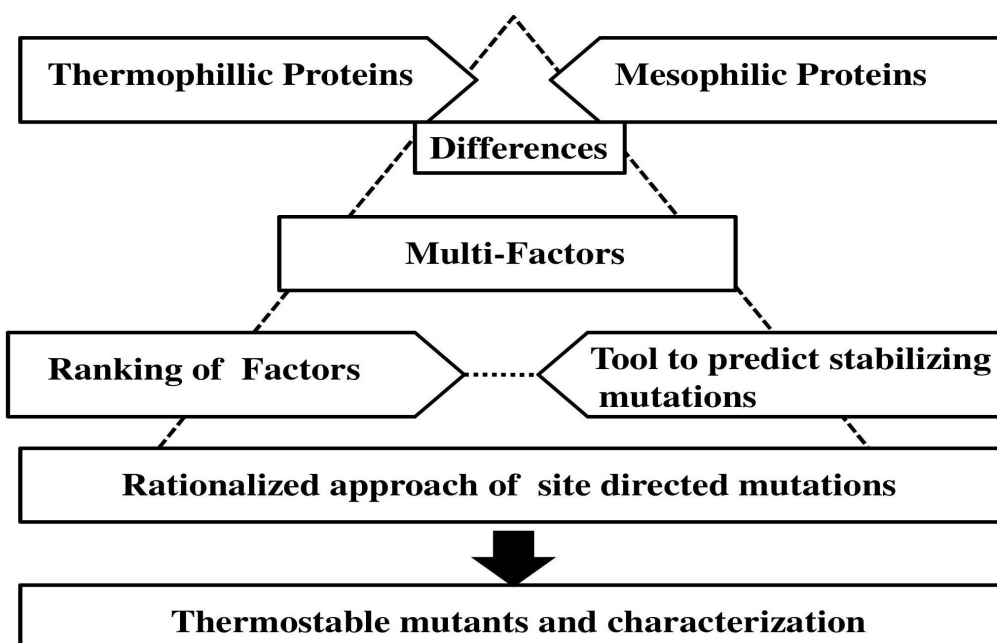 Thermophillic Proteins
Mesophilic Proteins
Differences
Multi-Factors
Ranking of Factors
Tool to predict stabilizing
mutations
Rationalized approach of site directed mutations
Thermostable mutants and characterization